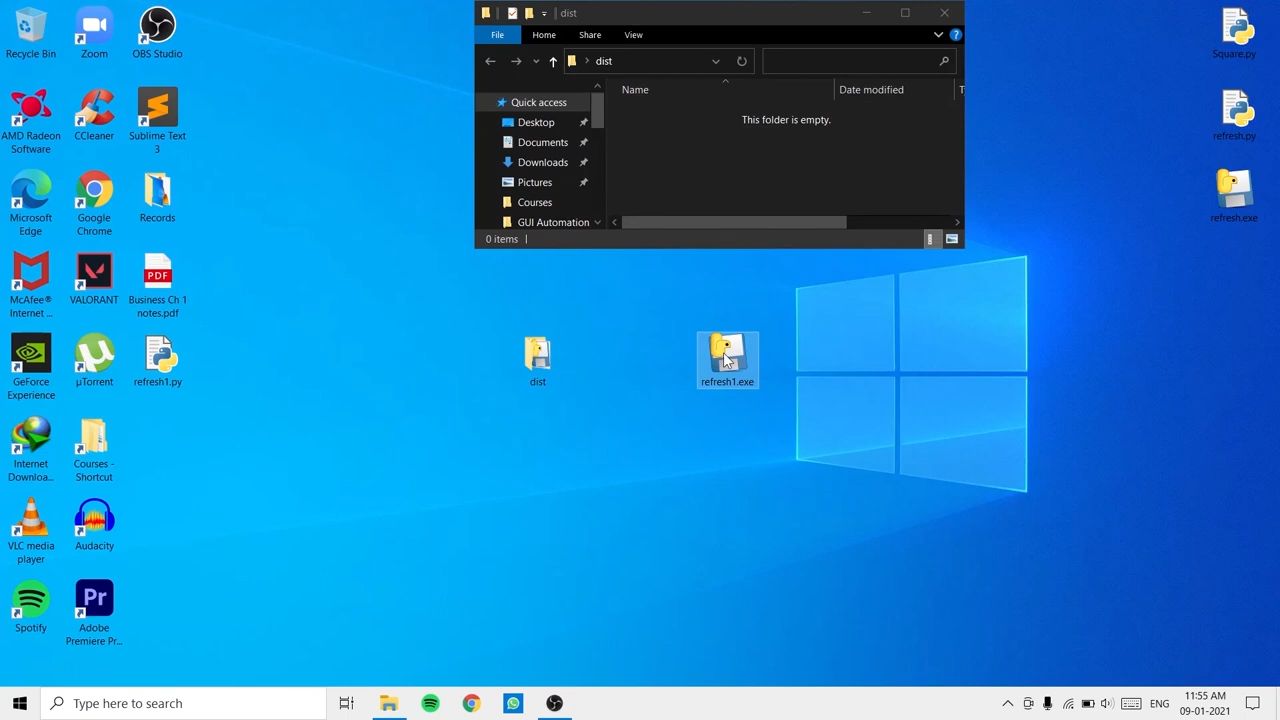 Recycle Bin
Zoom
OBS Studio
AMD Radeon
Software
CCleaner
Sublime Text
3
Microsoft
Edge
Google
Chrome
Records
McAfee®
Internet ...
VALORANT
PDF
Business Ch 1
notes.pdf
GeForce
Experience
µTorrent
refresh1.py
Internet
Downloa...
Courses -
Shortcut
VLC media
player
Audacity
Spotify
Pr
Adobe
Premiere Pr...
dist
File
Home
Share
View
dist
Name
Date modified
T
Quick access
Desktop
Documents
Downloads
Pictures
Courses
GUI Automation
This folder is empty.
0 items
dist
refresh1.exe
Square.py
refresh.py
refresh.exe
Type here to search
ENG
11:55 AM
09-01-2021